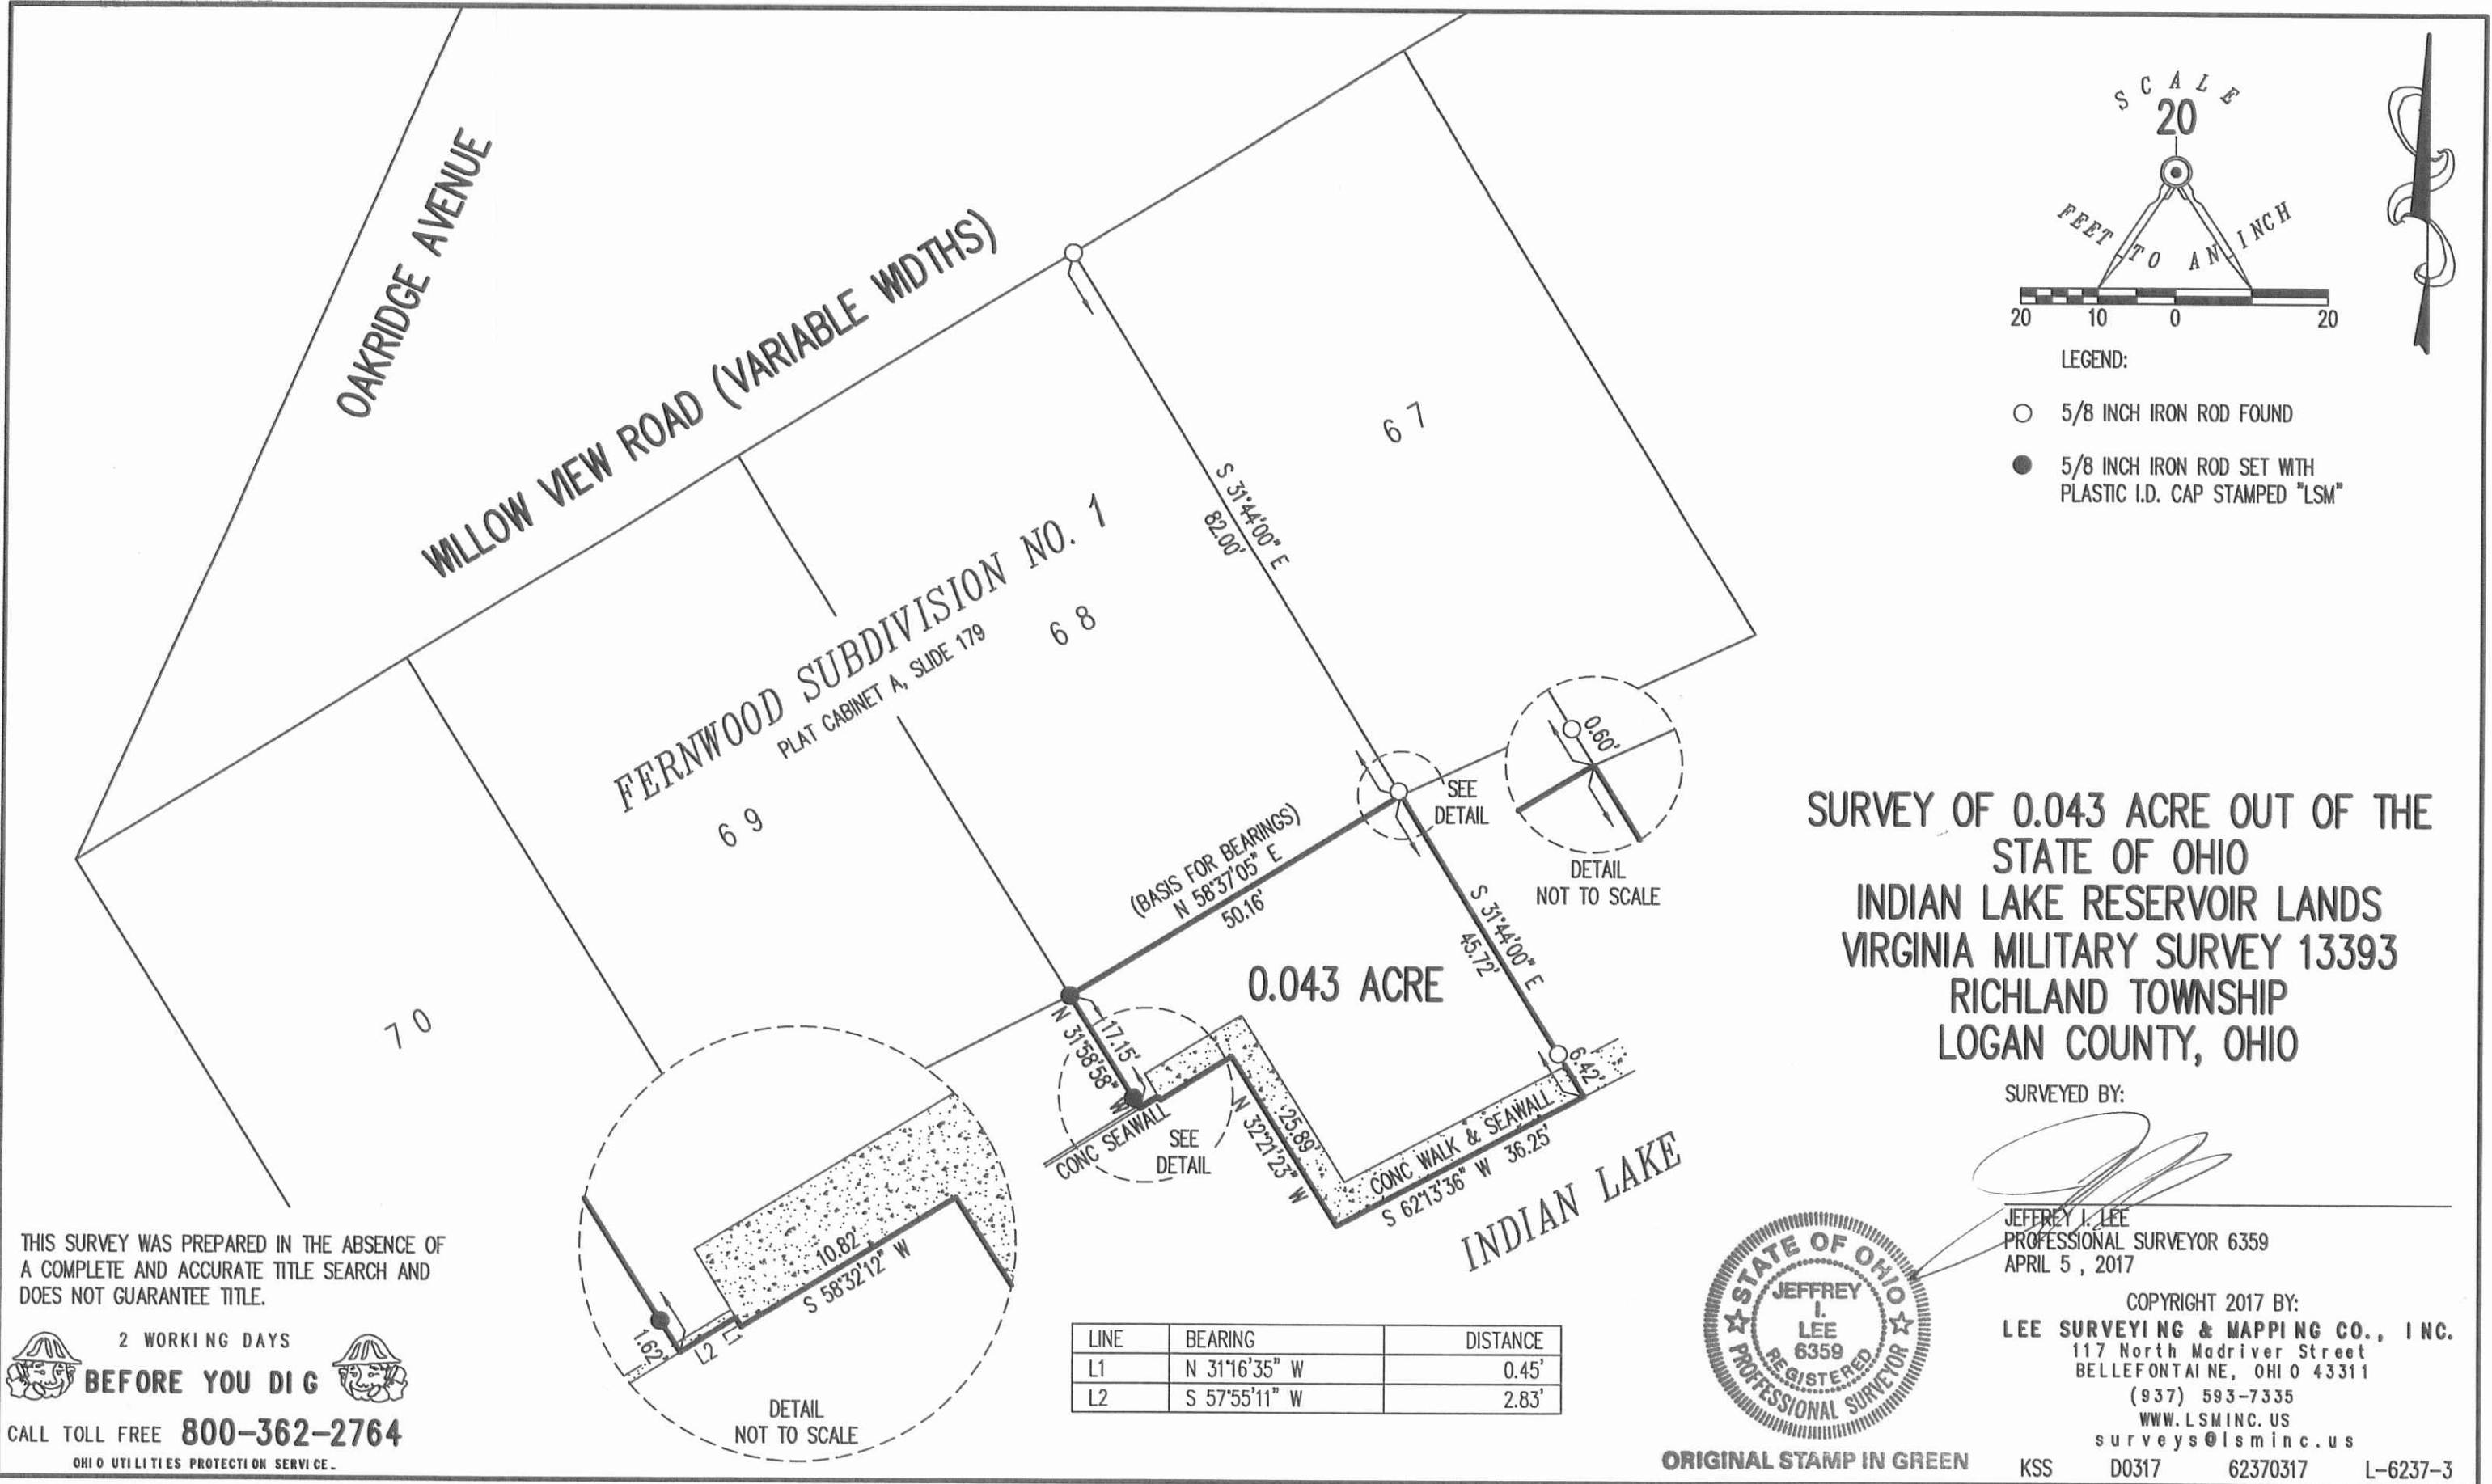 OAKRIDGE AVENUE
WILLOW VIEW ROAD (VARIABLE WIDTHS)
FERNWOOD SUBDIVISION NO. 1
PLAT CABINET A, SLIDE 179
67
68
69
70
S 31°44'00" E
82.00'
(BASIS FOR BEARINGS)
N 58°37'05" E
50.16'
SEE
DETAIL
0.60'
DETAIL
NOT TO SCALE
S 31°44'00" E
45.72'
0.043 ACRE
6.42'
17.15'
N 31°58'58" W
CONC SEAWALL
SEE
DETAIL
25.89'
N 32°21'23" W
CONC WALK & SEAWALL
S 62°13'36" W 36.25'
INDIAN LAKE
10.82'
S 58°32'12" W
1.62'
L2
L1
DETAIL
NOT TO SCALE
LINE BEARING DISTANCE
L1 N 31°16'35" W 0.45'
L2 S 57°55'11" W 2.83'
SCALE
20
FEET TO AN INCH
20 10 0 20
LEGEND:
5/8 INCH IRON ROD FOUND
5/8 INCH IRON ROD SET WITH
PLASTIC I.D. CAP STAMPED "LSM"
SURVEY OF 0.043 ACRE OUT OF THE
STATE OF OHIO
INDIAN LAKE RESERVOIR LANDS
VIRGINIA MILITARY SURVEY 13393
RICHLAND TOWNSHIP
LOGAN COUNTY, OHIO
SURVEYED BY:
JEFFREY I. LEE
PROFESSIONAL SURVEYOR 6359
APRIL 5 , 2017
COPYRIGHT 2017 BY:
LEE SURVEYING & MAPPING CO., INC.
117 North Madriver Street
BELLEFONTAINE, OHIO 43311
(937) 593-7335
WWW.LSMINC.US
surveys@lsminc.us
KSS D0317 62370317 L-6237-3
STATE OF OHIO
JEFFREY
I.
LEE
6359
REGISTERED
PROFESSIONAL SURVEYOR
ORIGINAL STAMP IN GREEN
THIS SURVEY WAS PREPARED IN THE ABSENCE OF
A COMPLETE AND ACCURATE TITLE SEARCH AND
DOES NOT GUARANTEE TITLE.
2 WORKING DAYS
BEFORE YOU DIG
CALL TOLL FREE 800-362-2764
OHIO UTILITIES PROTECTION SERVICE.